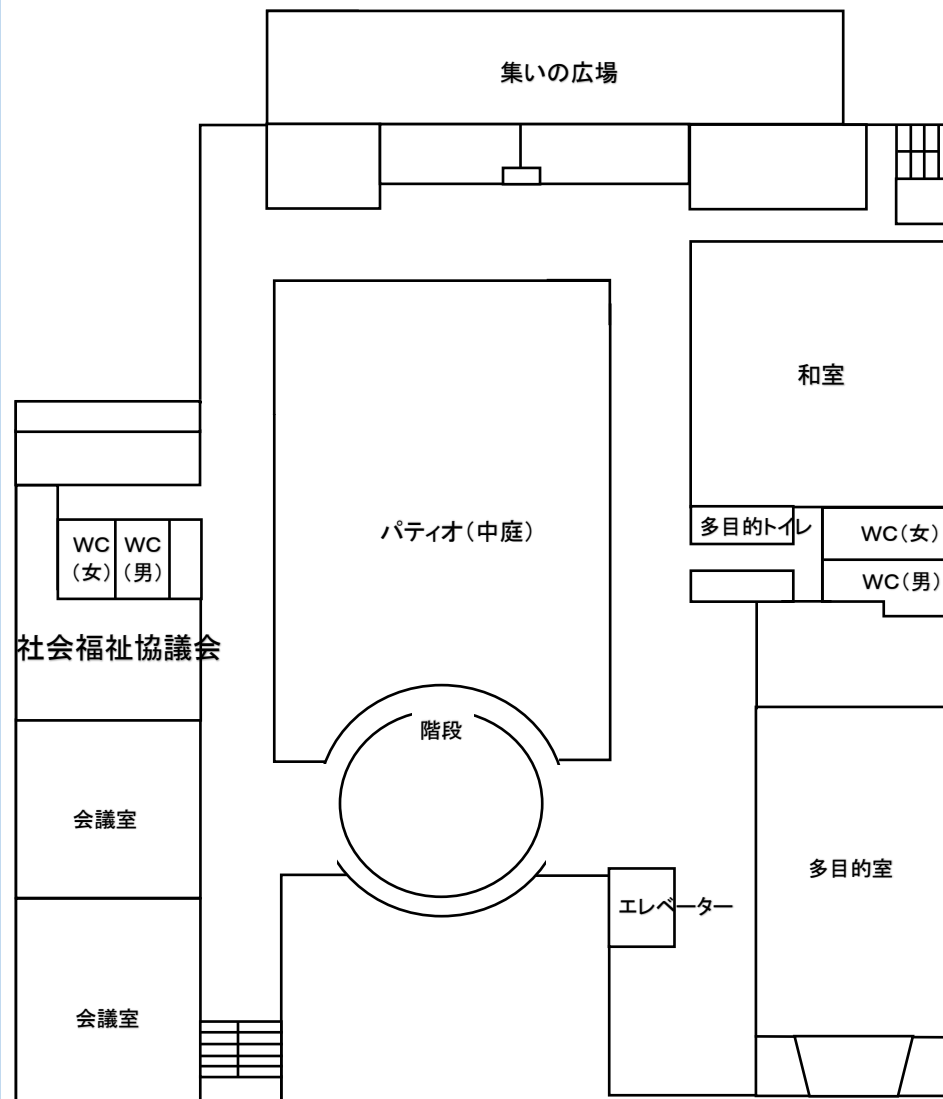 集いの広場
和室
パティオ(中庭)
多目的トイレ
WC(女)
WC
(女)
WC
(男)
WC(男)
社会福祉協議会
階段
会議室
多目的室
エレベーター
会議室